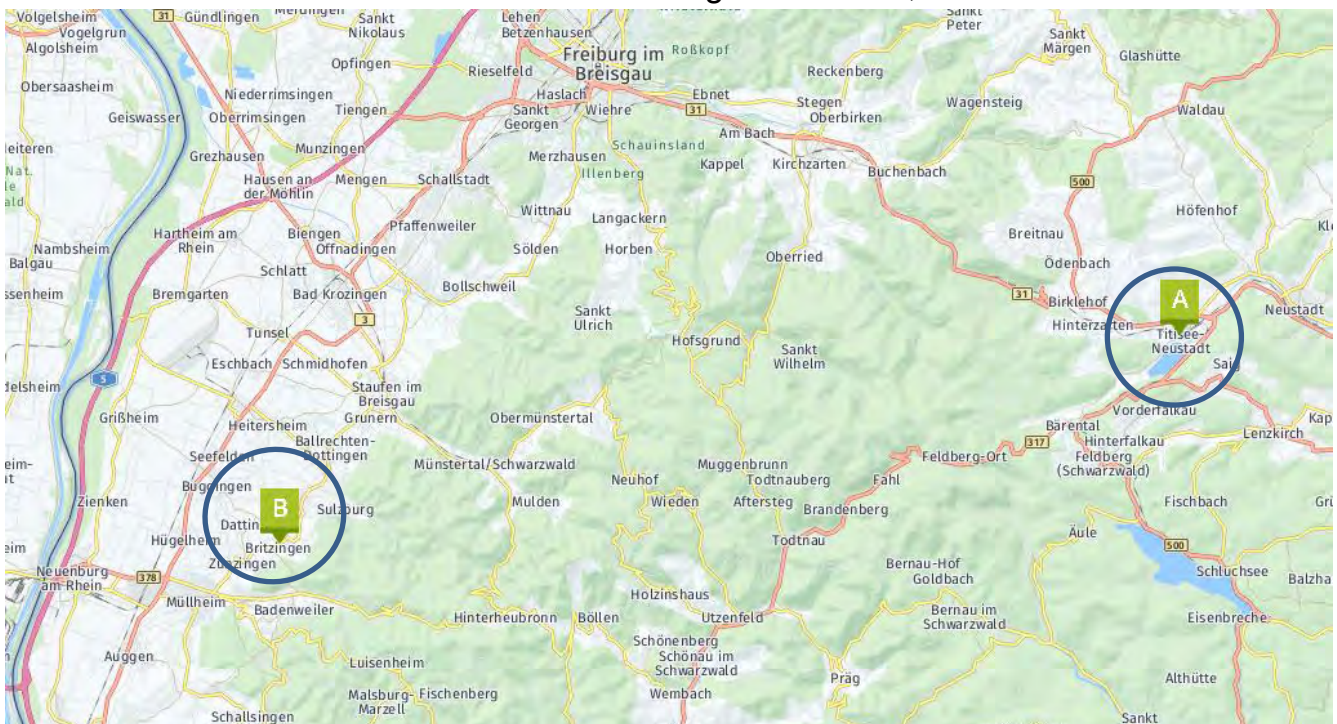 Volgelsheim
Vogelgrun
Algolsheim
31
Gündlingen
Sankt
Nikolaus
Lehen
Betzenhausen
Freiburg im
Breisgau
Roßkopf
Sankt
Peter
Sankt
Märgen
Glashütte
Opfingen
Rieselfeld
Reckenberg
Obersaasheim
Geiswasser
Niederrimsingen
Oberrimsingen
Tiengen
Haslach
Sankt
Georgen
Wiehre
Ebnet
31
Stegen
Oberbirken
Wagensteig
Waldau
Am Bach
Munzingen
Grezhausen
Merzhausen
Schauinsland
Illenberg
Kappel
Kirchzarten
Buchenbach
Hausen an
der Möhlin
Mengen
Schallstadt
500
Höfenhof
Wittnau
Langackern
Pfaffenweiler
Hartheim am
Rhein
Biengen
Offnadingen
Breitnau
Nambsheim
Balgau
Sölden
Horben
Oberried
Ödenbach
Schlatt
Bollschweil
Bremgarten
Bad Krozingen
3
Sankt
Ulrich
31
Birklehof
Hinterzarten
A
Titisee-
Neustadt
Neustadt
Tunsel
Hofsgrund
Sankt
Wilhelm
Eschbach
Schmidhofen
Saig
5
Staufen im
Breisgau
Grunern
Grißheim
Heitersheim
Obermünstertal
Vorderfalkau
Bärental
Hinterfalkau
Feldberg
(Schwarzwald)
Lenzkirch
317
Ballrechten-
Dottingen
Seefelden
Feldberg-Ort
Münstertal/Schwarzwald
Muggenbrunn
Todtnauberg
Fahl
Buggingen
Neuhof
Zienken
B
Sulzburg
Mulden
Wieden
Aftersteg
Brandenberg
Fischbach
Hügelheim
Britzingen
Zunzingen
Todtnau
Äule
500
Schluchsee
Neuenburg
am Rhein
378
Bernau-Hof
Goldbach
Müllheim
Badenweiler
Holzinshaus
Hinterheubronn
Böllen
Utzenfeld
Bernau im
Schwarzwald
Eisenbreche
Schönenberg
Schönau im
Schwarzwald
Auggen
Luisenheim
Präg
Althütte
Malsburg-
Marzell
Fischenberg
Wembach
Schallsingen
Sankt